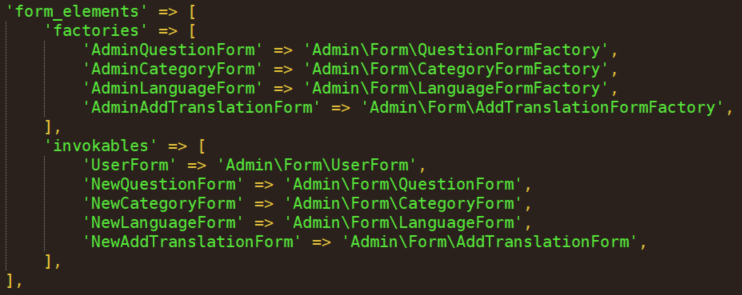 'form_elements' => [
'factories' => [
'AdminQuestionForm' => 'Admin\Form\QuestionFormFactory',
'AdminCategoryForm' => 'Admin\Form\CategoryFormFactory',
'AdminLanguageForm' => 'Admin\Form\LanguageFormFactory',
'AdminAddTranslationForm' => 'Admin\Form\AddTranslationFormFactory',
],
'invokables' => [
'UserForm' => 'Admin\Form\UserForm',
'NewQuestionForm' => 'Admin\Form\QuestionForm',
'NewCategoryForm' => 'Admin\Form\CategoryForm',
'NewLanguageForm' => 'Admin\Form\LanguageForm',
'NewAddTranslationForm' => 'Admin\Form\AddTranslationForm',
],
],